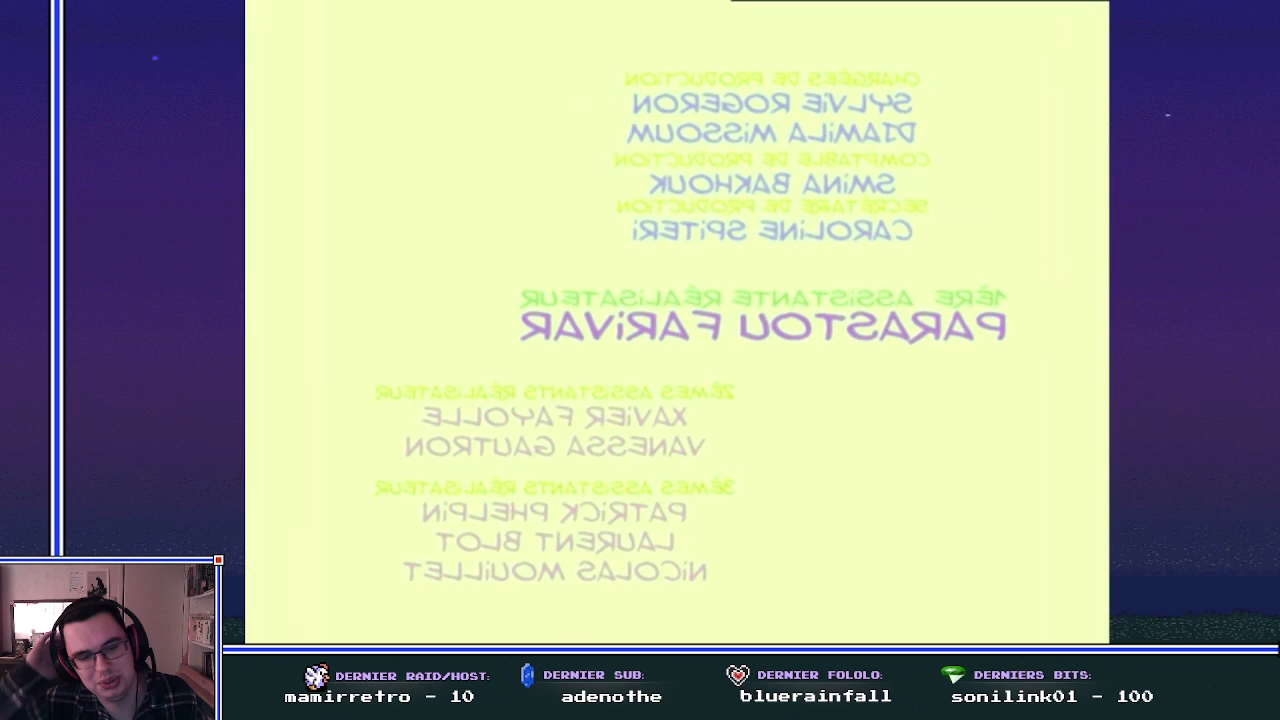 CHARGÉES DE PRODUCTION
SYLViE ROGERON
DJAMiLA MiSSOUM
COMPTABLE DE PRODUCTION
SMiNA BAKHOUK
SECRÉTAIRE DE PRODUCTION
CAROLiNE SPiTERi
1ÈRE ASSiSTANTE RÉALiSATEUR
PARASTOU FARiVAR
2ÈMES ASSiSTANTS RÉALiSATEUR
XAViER FAYOLLE
VANESSA GAUTRON
3ÈMES ASSiSTANTS RÉALiSATEUR
PATRiCK PHELPiN
LAURENT BLOT
NiCOLAS MOUiLLET
DERNIER RAID/HOST:
mamirretro - 10
DERNIER SUB:
adenothe
DERNIER FOLOLO:
bluerainfall
DERNIERS BITS:
sonilink01 - 100